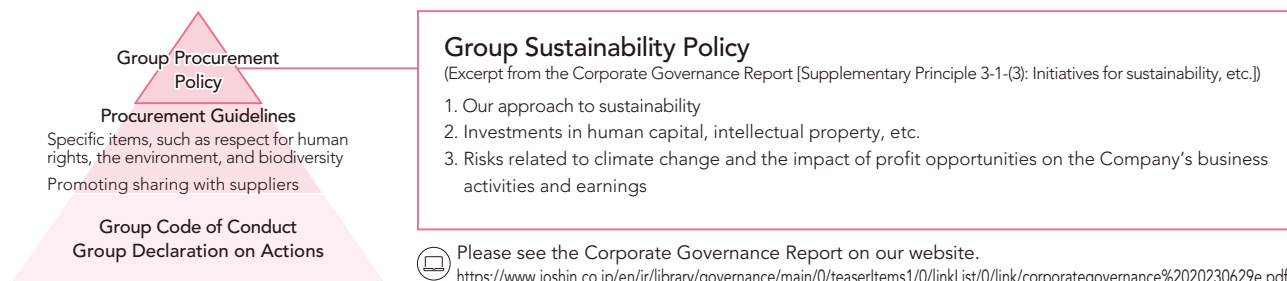 Group Procurement
Policy
Procurement Guidelines
Specific items, such as respect for human
rights, the environment, and biodiversity
Promoting sharing with suppliers
Group Code of Conduct
Group Declaration on Actions
Group Sustainability Policy
(Excerpt from the Corporate Governance Report [Supplementary Principle 3-1-(3): Initiatives for sustainability, etc.])
1. Our approach to sustainability
2. Investments in human capital, intellectual property, etc.
3. Risks related to climate change and the impact of profit opportunities on the Company's business
activities and earnings
Please see the Corporate Governance Report on our website.
https://www.joshin.co.jp/en/ir/library/governance/main/0/teaserItems1/0/linkList/0/link/corporategovernance%2020230629e.pdf